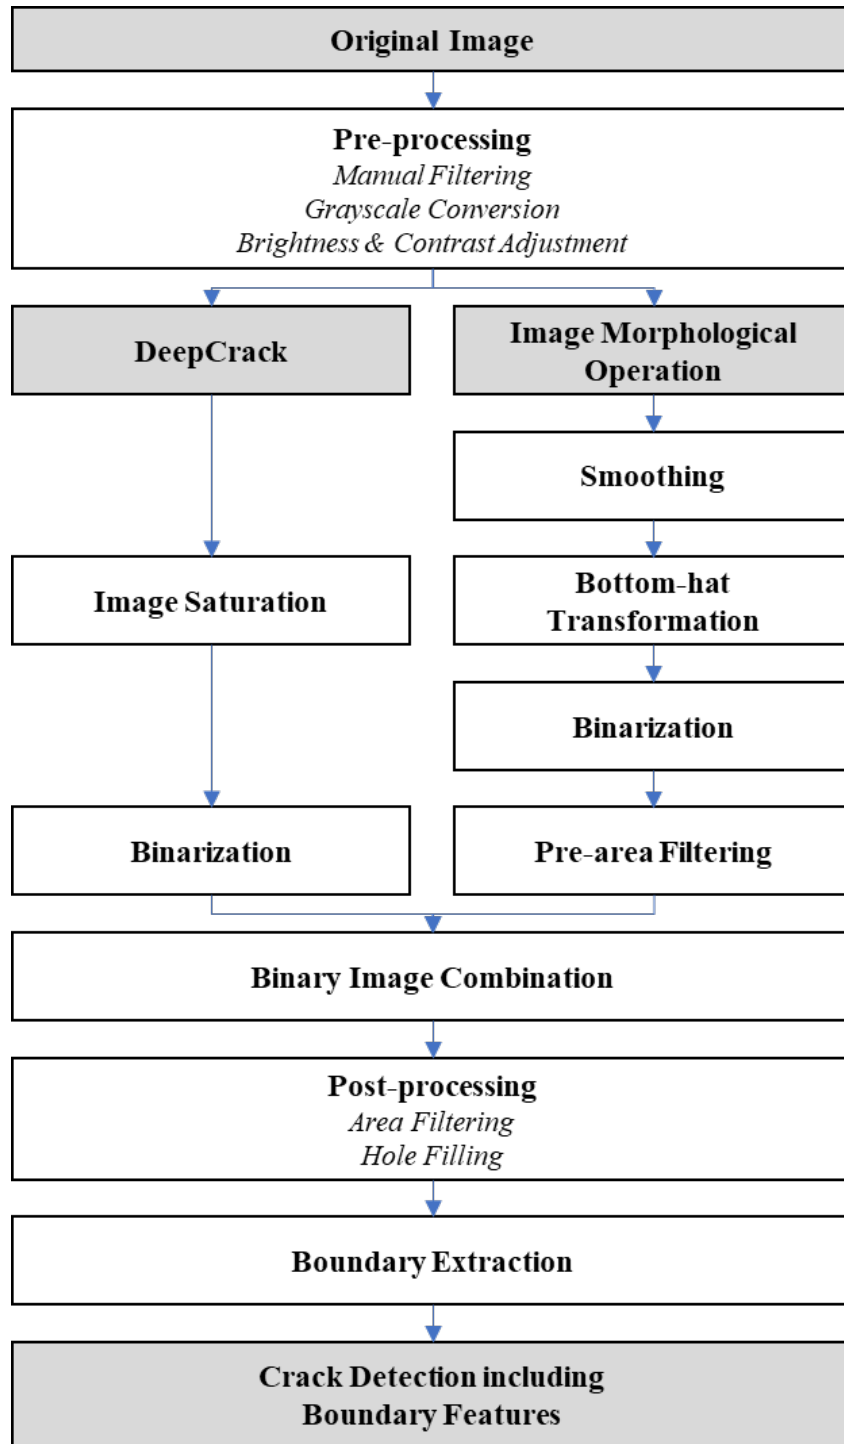 Original Image
Pre-processing
Manual Filtering
Grayscale Conversion
Brightness & Contrast Adjustment
DeepCrack
Image Morphological
Operation
Smoothing
Image Saturation
Bottom-hat
Transformation
Binarization
Binarization
Pre-area Filtering
Binary Image Combination
Post-processing
Area Filtering
Hole Filling
Boundary Extraction
Crack Detection including
Boundary Features